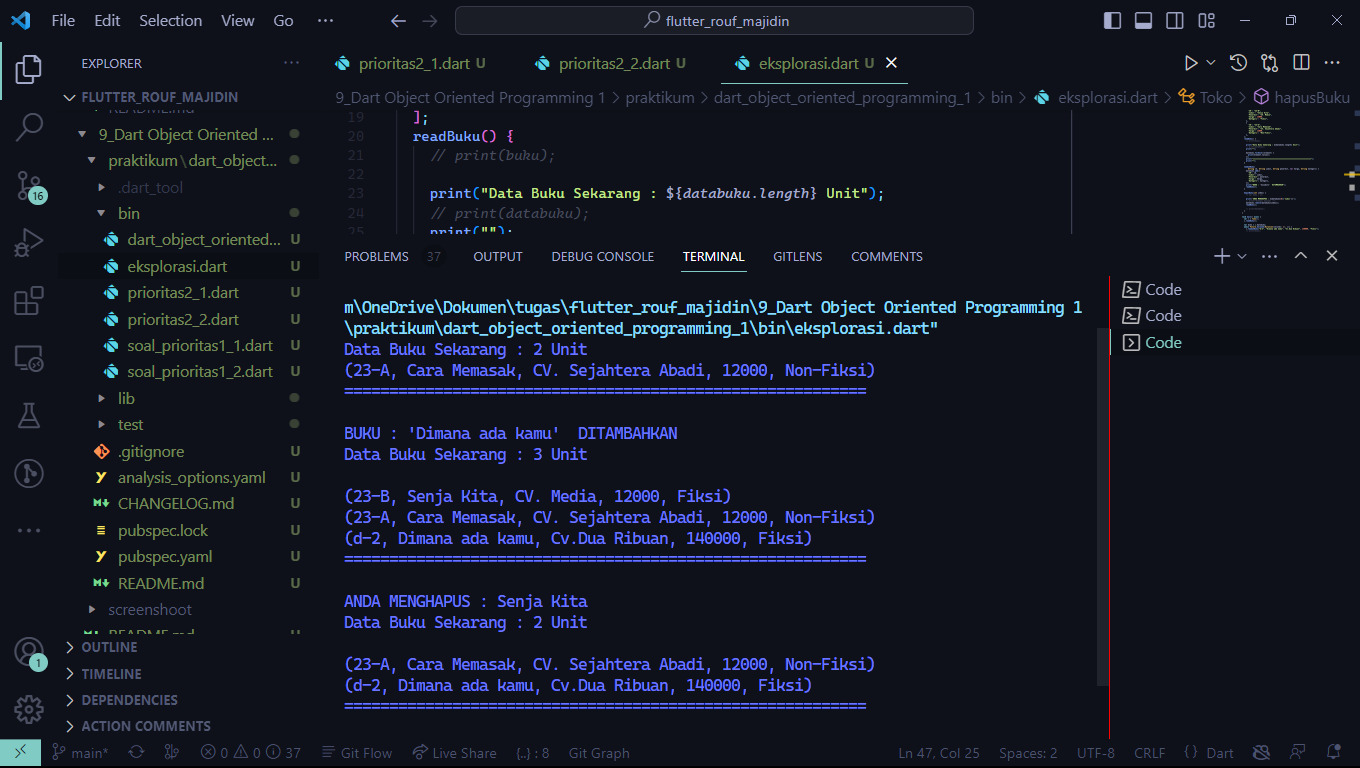 File Edit Selection View Go ··· flutter_rouf_majidin
EXPLORER ···
FLUTTER_ROUF_MAJIDIN
README.md
9_Dart Object Oriented ...
praktikum\dart_object...
.dart_tool
bin
dart_object_oriented... U
eksplorasi.dart U
prioritas2_1.dart U
prioritas2_2.dart U
soal_prioritas1_1.dart U
soal_prioritas1_2.dart U
lib
test
.gitignore U
analysis_options.yaml U
CHANGELOG.md U
pubspec.lock U
pubspec.yaml U
README.md U
screenshoot
README.md U
OUTLINE
TIMELINE
DEPENDENCIES
ACTION COMMENTS
16
1
prioritas2_1.dart U prioritas2_2.dart U eksplorasi.dart U
9_Dart Object Oriented Programming 1 > praktikum > dart_object_oriented_programming_1 > bin > eksplorasi.dart > Toko > hapusBuku
19 ];
20 readBuku() {
21 // print(buku);
22
23 print("Data Buku Sekarang : ${databuku.length} Unit");
24 // print(databuku);
25 print("");
PROBLEMS 37 OUTPUT DEBUG CONSOLE TERMINAL GITLENS COMMENTS
m\OneDrive\Dokumen\tugas\flutter_rouf_majidin\9_Dart Object Oriented Programming 1
\praktikum\dart_object_oriented_programming_1\bin\eksplorasi.dart"
Data Buku Sekarang : 2 Unit
(23-A, Cara Memasak, CV. Sejahtera Abadi, 12000, Non-Fiksi)
==========================================================
BUKU : 'Dimana ada kamu'  DITAMBAHKAN
Data Buku Sekarang : 3 Unit
(23-B, Senja Kita, CV. Media, 12000, Fiksi)
(23-A, Cara Memasak, CV. Sejahtera Abadi, 12000, Non-Fiksi)
(d-2, Dimana ada kamu, Cv.Dua Ribuan, 140000, Fiksi)
==========================================================
ANDA MENGHAPUS : Senja Kita
Data Buku Sekarang : 2 Unit
(23-A, Cara Memasak, CV. Sejahtera Abadi, 12000, Non-Fiksi)
(d-2, Dimana ada kamu, Cv.Dua Ribuan, 140000, Fiksi)
==========================================================
Code
Code
Code
main* 0 0 37 Git Flow Live Share {..} : 8 Git Graph Ln 47, Col 25 Spaces: 2 UTF-8 CRLF {} Dart